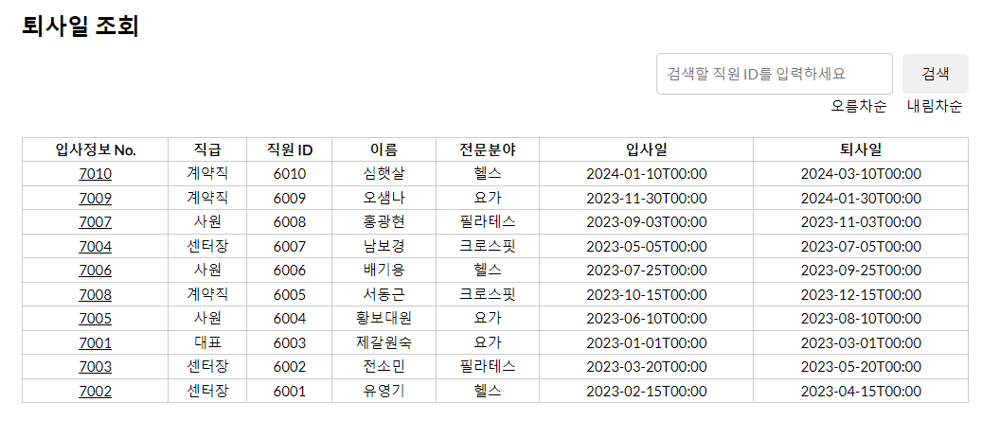 퇴사일 조회
검색할 직원 ID를 입력하세요 검색
오름차순 내림차순
입사정보 No. 직급 직원 ID 이름 전문분야 입사일 퇴사일
7010 계약직 6010 심햇살 헬스 2024-01-10T00:00 2024-03-10T00:00
7009 계약직 6009 오샘나 요가 2023-11-30T00:00 2024-01-30T00:00
7007 사원 6008 홍광현 필라테스 2023-09-03T00:00 2023-11-03T00:00
7004 센터장 6007 남보경 크로스핏 2023-05-05T00:00 2023-07-05T00:00
7006 사원 6006 배기용 헬스 2023-07-25T00:00 2023-09-25T00:00
7008 계약직 6005 서동근 크로스핏 2023-10-15T00:00 2023-12-15T00:00
7005 사원 6004 황보대원 요가 2023-06-10T00:00 2023-08-10T00:00
7001 대표 6003 제갈원숙 요가 2023-01-01T00:00 2023-03-01T00:00
7003 센터장 6002 전소민 필라테스 2023-03-20T00:00 2023-05-20T00:00
7002 센터장 6001 유영기 헬스 2023-02-15T00:00 2023-04-15T00:00